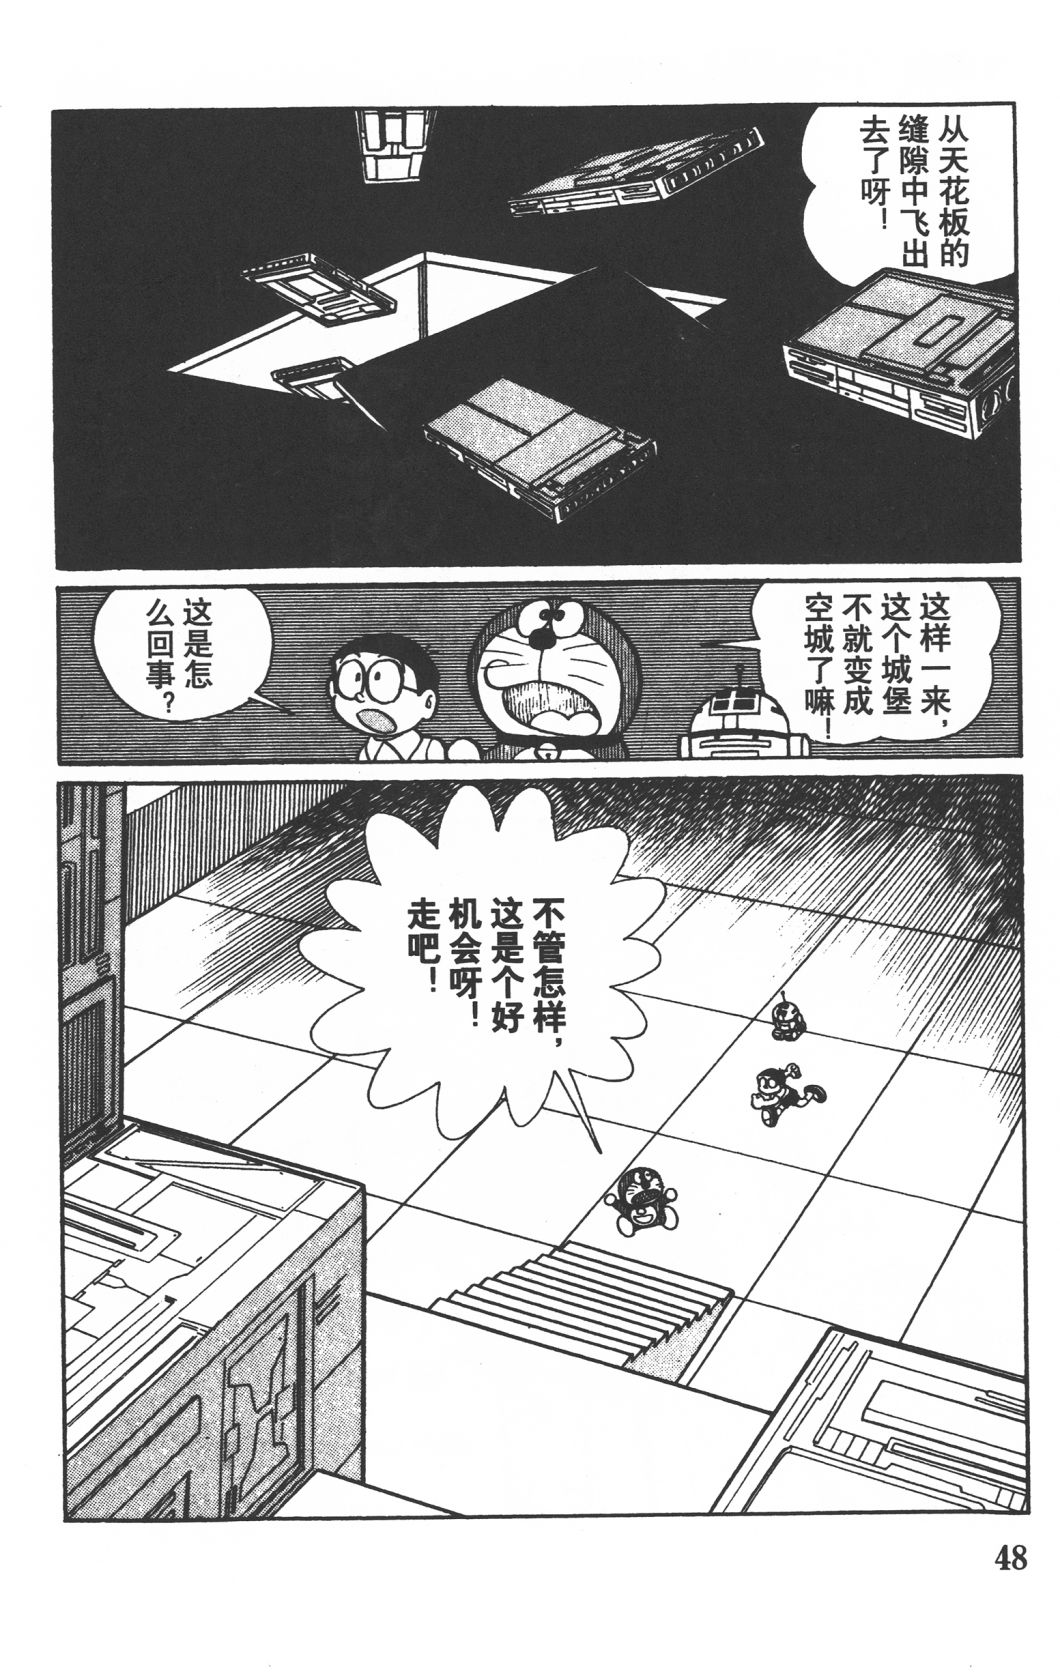 从天花板的
缝隙中飞出
去了呀！
这样一来，
这个城堡
不就变成
空城了嘛！
这是怎
么回事？
不管怎样，
这是个好
机会呀！
走吧！
48